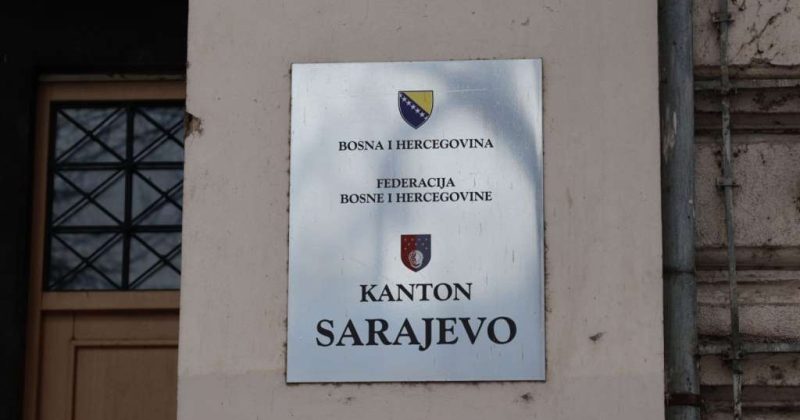 BOSNA I HERCEGOVINA
FEDERACIJA
BOSNE I HERCEGOVINE
KANTON
SARAJEVO